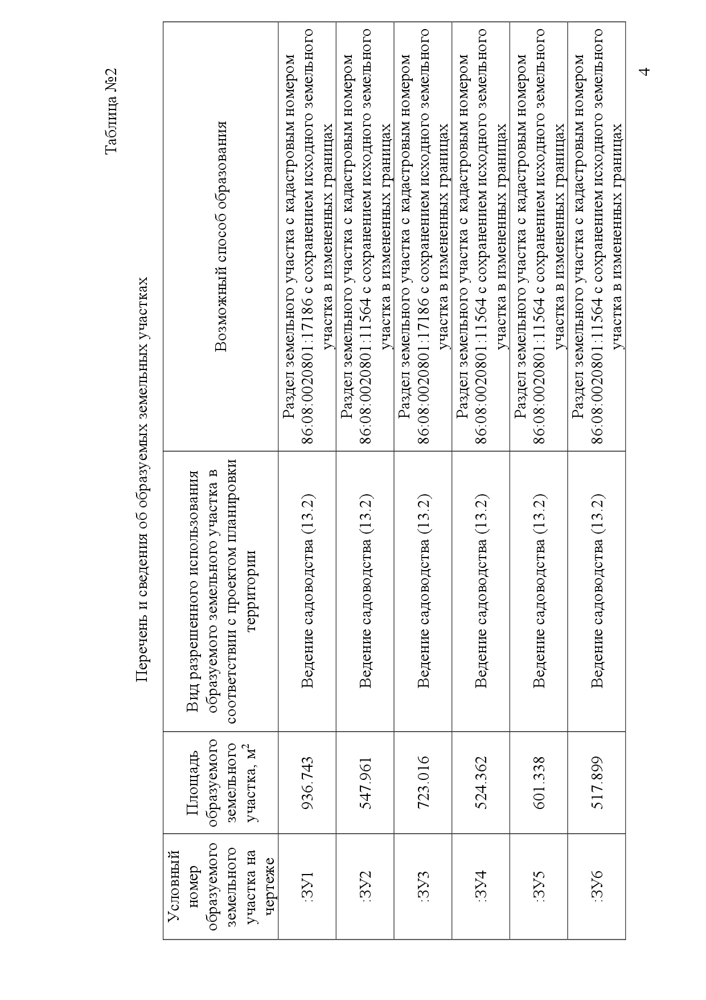 Таблица №2
Перечень и сведения об образуемых земельных участках
Условный
номер
образуемого
земельного
участка на
чертеже
Площадь
образуемого
земельного
участка, м²
Вид разрешенного использования
образуемого земельного участка в
соответствии с проектом планировки
территории
Возможный способ образования
:ЗУ1
936.743
Ведение садоводства (13.2)
Раздел земельного участка с кадастровым номером
86:08:0020801:17186 с сохранением исходного земельного
участка в измененных границах
:ЗУ2
547.961
Ведение садоводства (13.2)
Раздел земельного участка с кадастровым номером
86:08:0020801:11564 с сохранением исходного земельного
участка в измененных границах
:ЗУ3
723.016
Ведение садоводства (13.2)
Раздел земельного участка с кадастровым номером
86:08:0020801:17186 с сохранением исходного земельного
участка в измененных границах
:ЗУ4
524.362
Ведение садоводства (13.2)
Раздел земельного участка с кадастровым номером
86:08:0020801:11564 с сохранением исходного земельного
участка в измененных границах
:ЗУ5
601.338
Ведение садоводства (13.2)
Раздел земельного участка с кадастровым номером
86:08:0020801:11564 с сохранением исходного земельного
участка в измененных границах
:ЗУ6
517.899
Ведение садоводства (13.2)
Раздел земельного участка с кадастровым номером
86:08:0020801:11564 с сохранением исходного земельного
участка в измененных границах
4